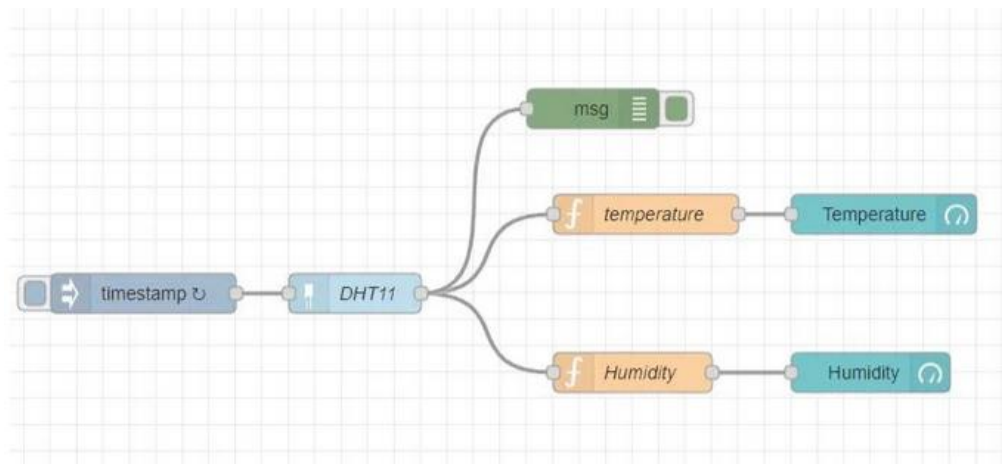 msg
temperature
Temperature
timestamp ↻
DHT11
Humidity
Humidity